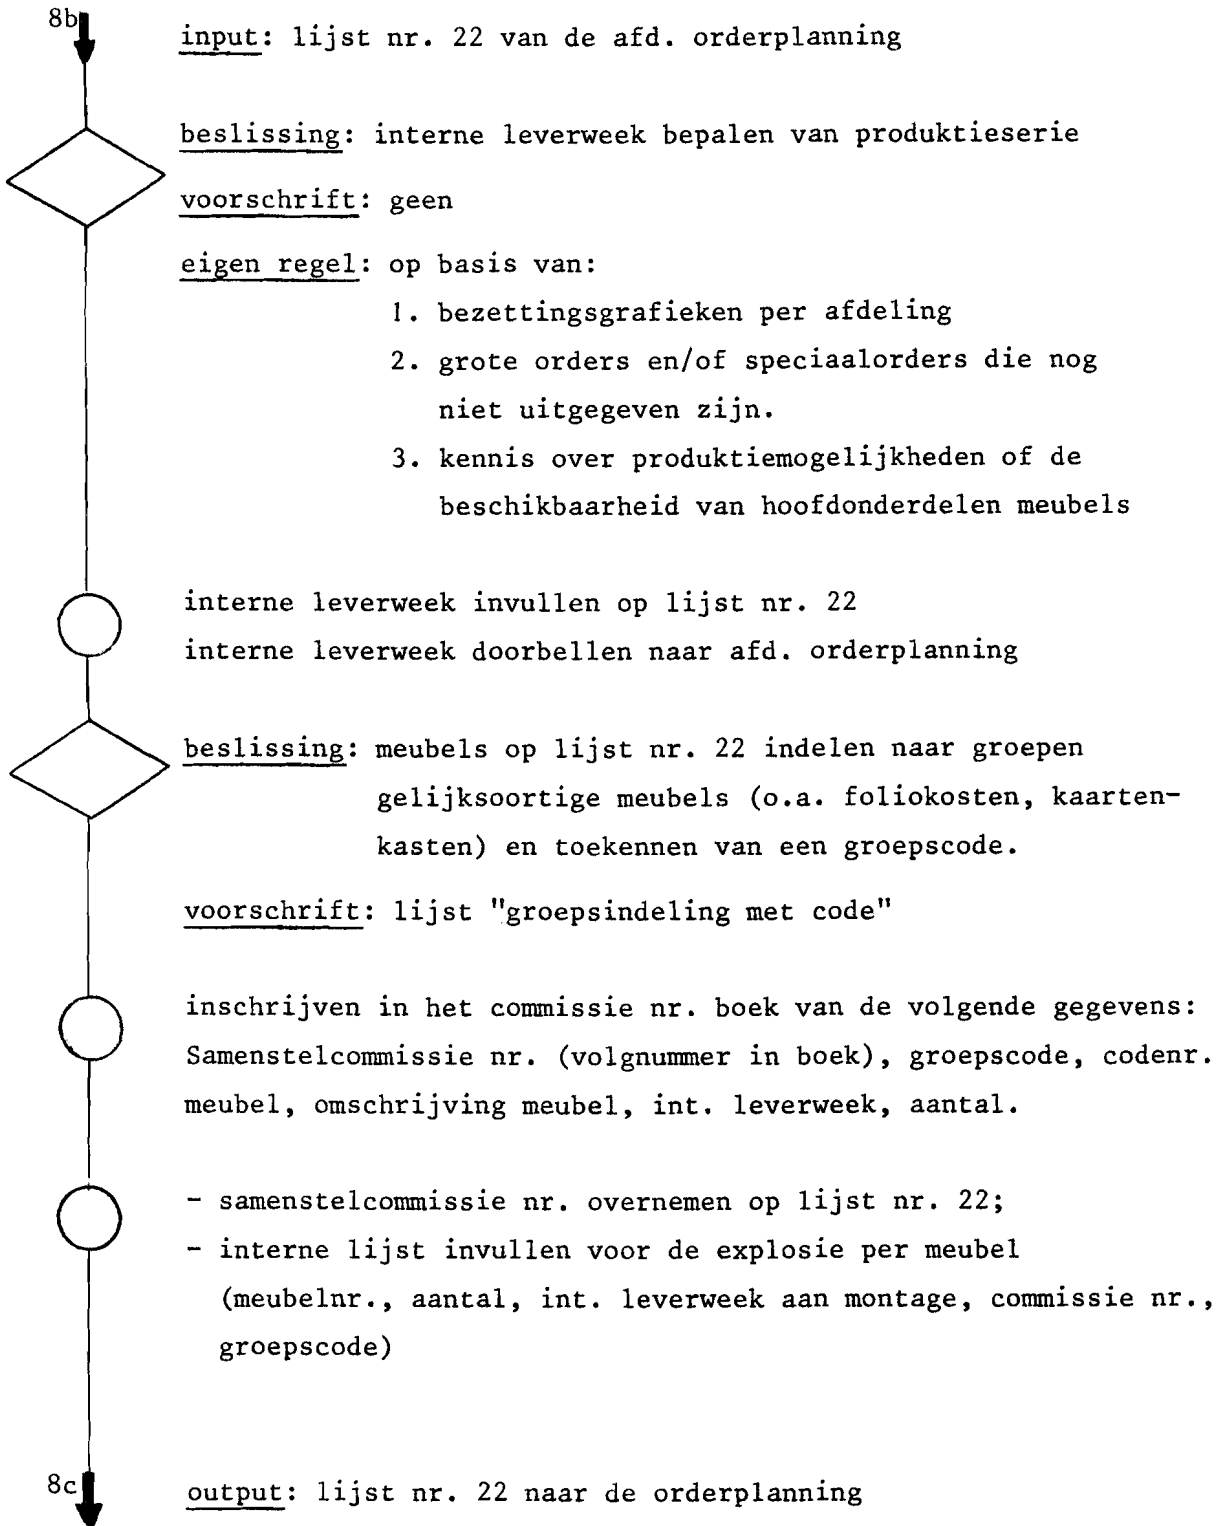 8b
input: lijst nr. 22 van de afd. orderplanning
beslissing: interne leverweek bepalen van produktieserie
voorschrift: geen
eigen regel: op basis van:
1. bezettingsgrafieken per afdeling
2. grote orders en/of speciaalorders die nog
niet uitgegeven zijn.
3. kennis over produktiemogelijkheden of de
beschikbaarheid van hoofdonderdelen meubels
interne leverweek invullen op lijst nr. 22
interne leverweek doorbellen naar afd. orderplanning
beslissing: meubels op lijst nr. 22 indelen naar groepen
gelijksoortige meubels (o.a. foliokosten, kaarten-
kasten) en toekennen van een groepscode.
voorschrift: lijst "groepsindeling met code"
inschrijven in het commissie nr. boek van de volgende gegevens:
Samenstelcommissie nr. (volgnummer in boek), groepscode, codenr.
meubel, omschrijving meubel, int. leverweek, aantal.
- samenstelcommissie nr. overnemen op lijst nr. 22;
- interne lijst invullen voor de explosie per meubel
(meubelnr., aantal, int. leverweek aan montage, commissie nr.,
groepscode)
8c
output: lijst nr. 22 naar de orderplanning